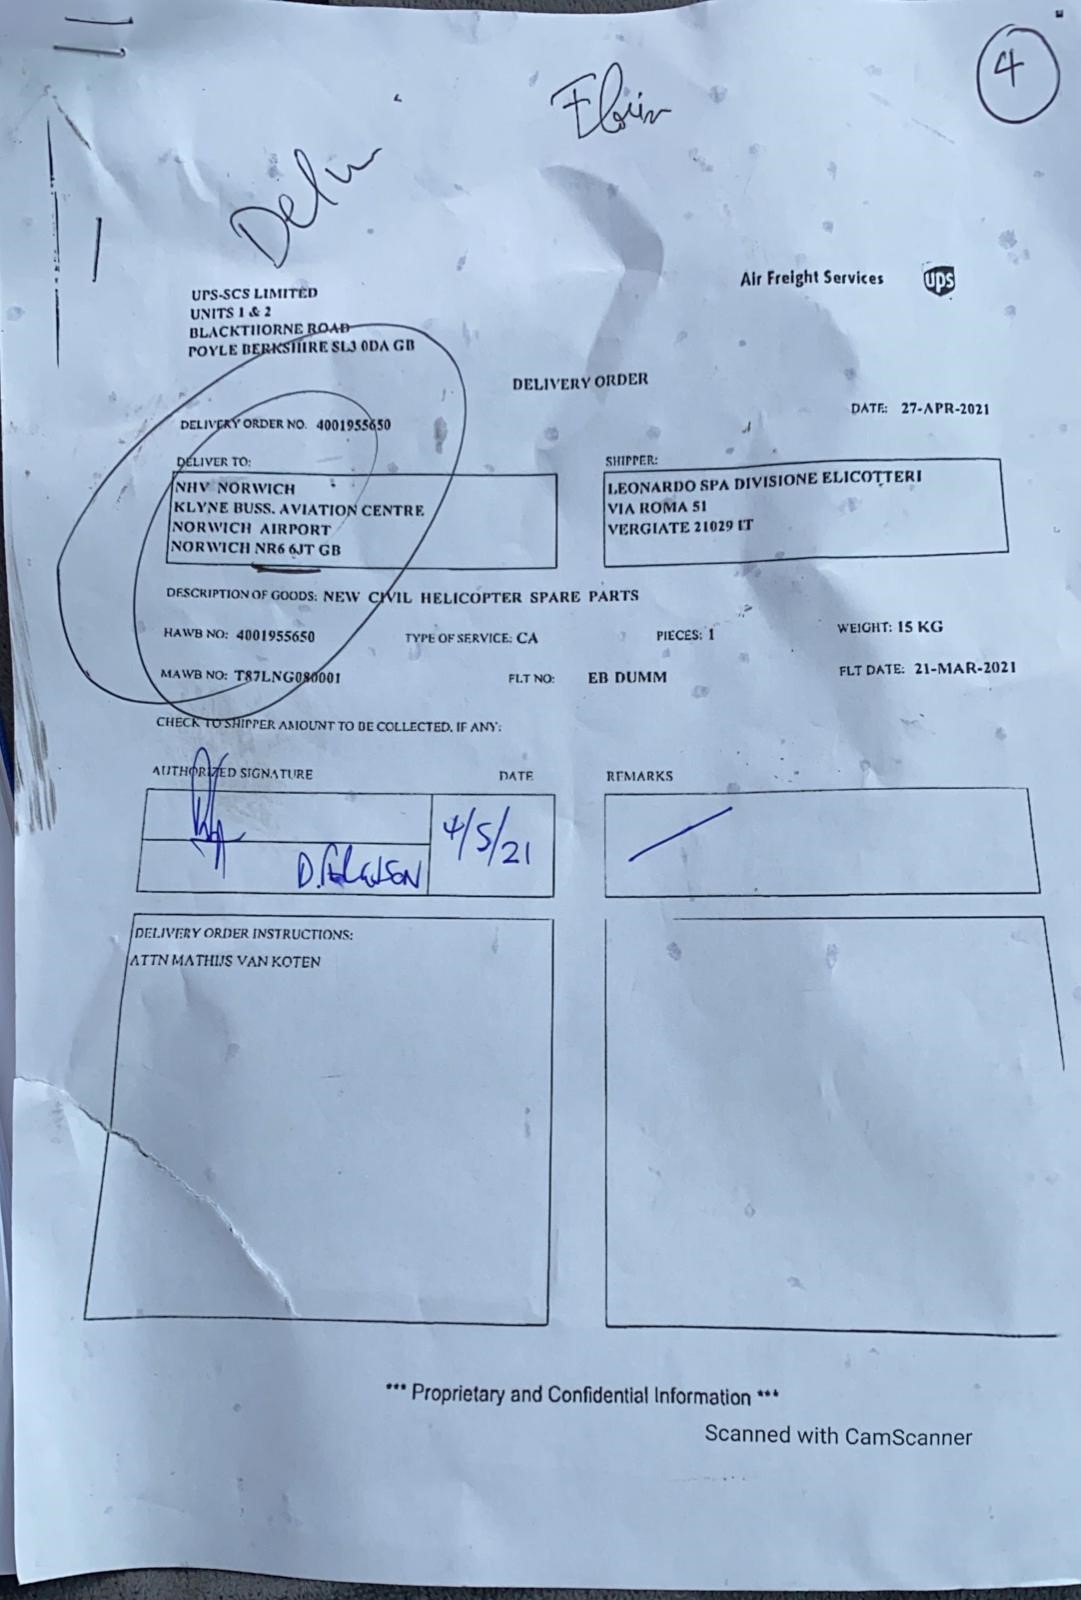 4
Air Freight Services ups
UPS-SCS LIMITED
UNITS 1 & 2
BLACKTHORNE ROAD
POYLE BERKSHIRE SL3 0DA GB
DELIVERY ORDER
DATE: 27-APR-2021
DELIVERY ORDER NO. 4001955650
DELIVER TO:
NHV NORWICH
KLYNE BUSS. AVIATION CENTRE
NORWICH AIRPORT
NORWICH NR6 6JT GB
SHIPPER:
LEONARDO SPA DIVISIONE ELICOTTERI
VIA ROMA 51
VERGIATE 21029 IT
DESCRIPTION OF GOODS: NEW CIVIL HELICOPTER SPARE PARTS
HAWB NO: 4001955650 TYPE OF SERVICE: CA PIECES: 1 WEIGHT: 15 KG
MAWB NO: T87LNG080001 FLT NO: EB DUMM FLT DATE: 21-MAR-2021
CHECK TO SHIPPER AMOUNT TO BE COLLECTED, IF ANY:
AUTHORIZED SIGNATURE DATE REMARKS
4/5/21
D.
DELIVERY ORDER INSTRUCTIONS:
ATTN MATHIJS VAN KOTEN
*** Proprietary and Confidential Information ***
Scanned with CamScanner